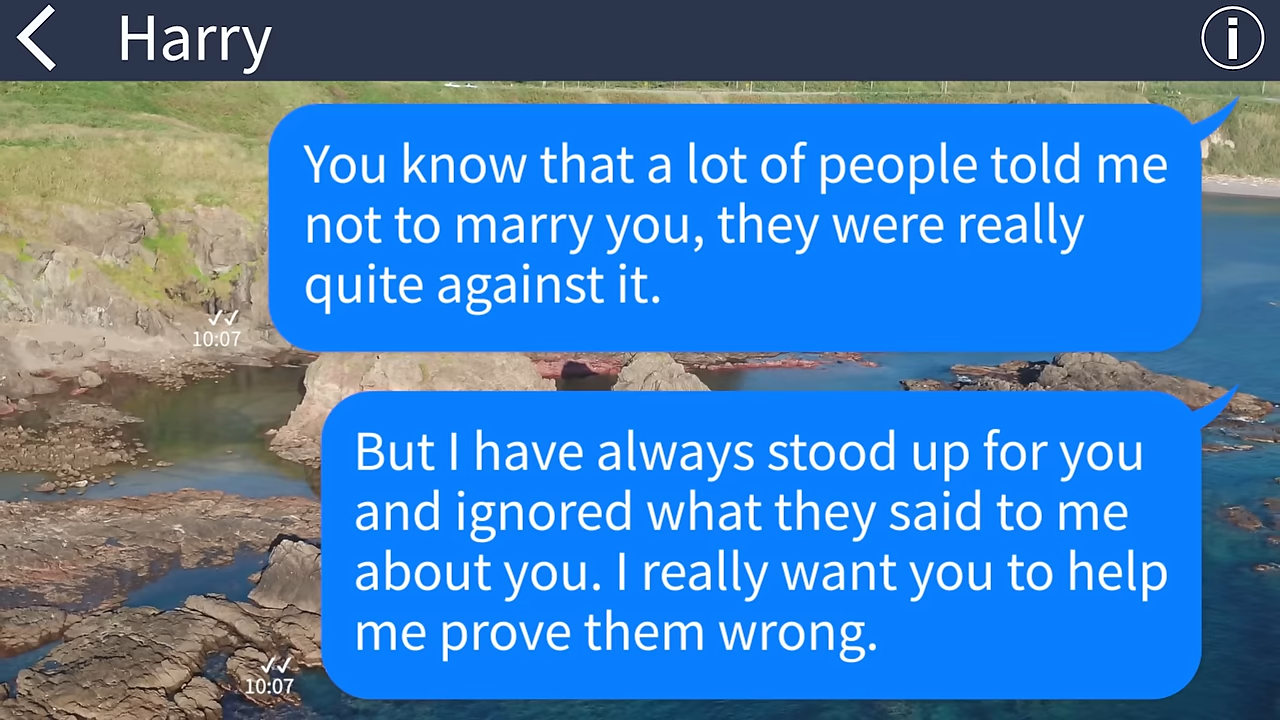 Harry
You know that a lot of people told me
not to marry you, they were really
quite against it.
10:07
But I have always stood up for you
and ignored what they said to me
about you. I really want you to help
me prove them wrong.
10:07